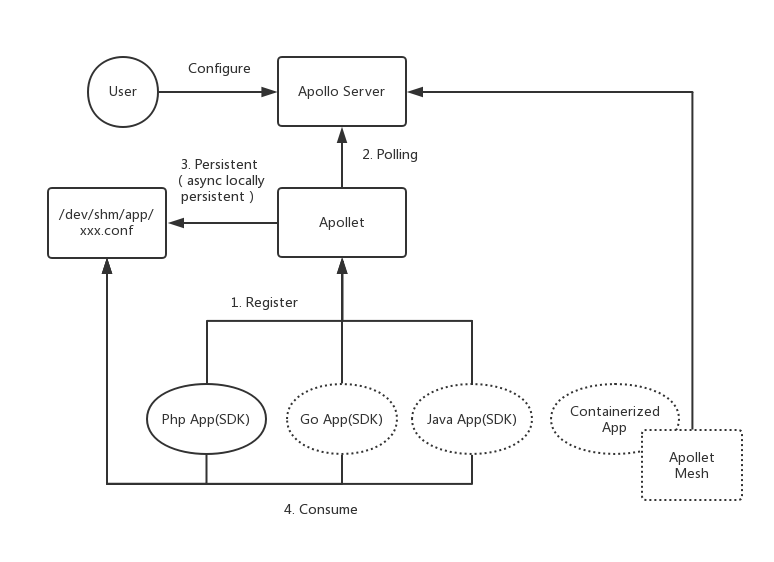 Configure
User
Apollo Server
2. Polling
3. Persistent
( async locally
persistent )
/dev/shm/app/
xxx.conf
Apollet
1. Register
Php App(SDK)
Go App(SDK)
Java App(SDK)
Containerized
App
Apollet
Mesh
4. Consume